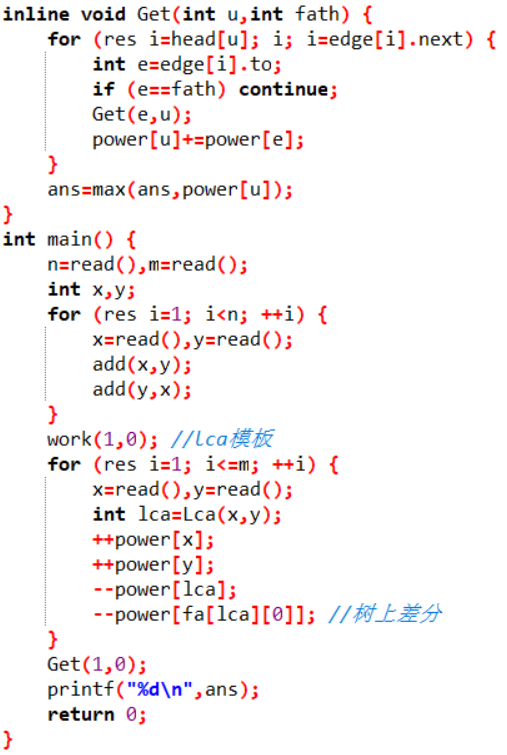 inline void Get(int u,int fath) {
    for (res i=head[u]; i; i=edge[i].next) {
        int e=edge[i].to;
        if (e==fath) continue;
        Get(e,u);
        power[u]+=power[e];
    }
    ans=max(ans,power[u]);
}
int main() {
    n=read(),m=read();
    int x,y;
    for (res i=1; i<n; ++i) {
        x=read(),y=read();
        add(x,y);
        add(y,x);
    }
    work(1,0); //lca模板
    for (res i=1; i<=m; ++i) {
        x=read(),y=read();
        int lca=Lca(x,y);
        ++power[x];
        ++power[y];
        --power[lca];
        --power[fa[lca][0]]; //树上差分
    }
    Get(1,0);
    printf("%d\n",ans);
    return 0;
}